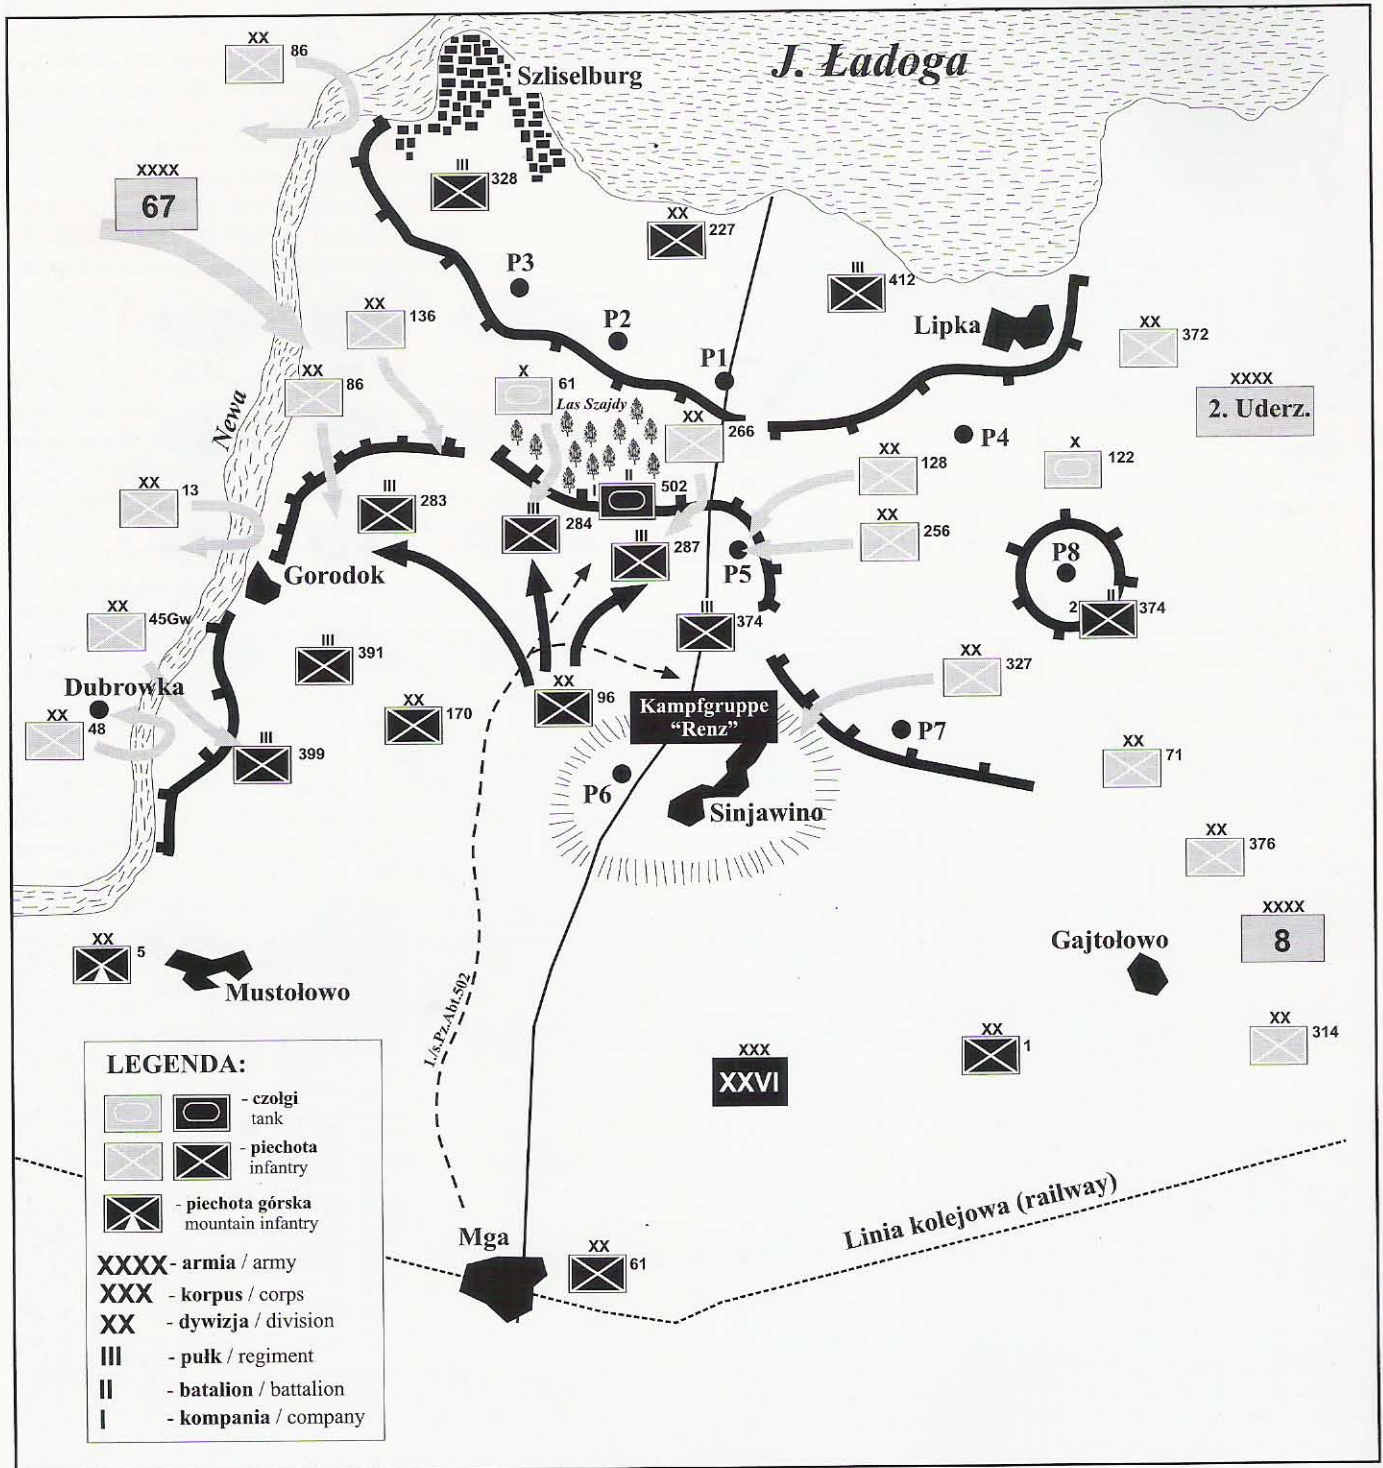 XX
86
Szliselburg
J. Ładoga
XXXX
67
III
328
XX
227
III
412
P3
XX
136
P2
Lipka
XX
372
P1
XXXX
2. Uderz.
XX
86
X
61
Las Szajdy
XX
266
Newa
P4
XX
128
X
122
XX
13
III
283
I
II
502
III
284
III
287
XX
256
P5
P8
Gorodok
2
II
374
XX
45Gw
III
374
III
391
XX
327
Dubrowka
XX
48
XX
170
XX
96
Kampfgruppe
"Renz"
III
399
P7
XX
71
P6
Sinjawino
XX
376
XXXX
8
XX
5
Mustołowo
Gajtołowo
1./s.Pz.Abt.502
XX
1
XX
314
XXX
XXVI
LEGENDA:
- czołgi
tank
- piechota
infantry
- piechota górska
mountain infantry
XXXX - armia / army
XXX - korpus / corps
XX - dywizja / division
III - pułk / regiment
II - batalion / battalion
I - kompania / company
Linia kolejowa (railway)
Mga
XX
61